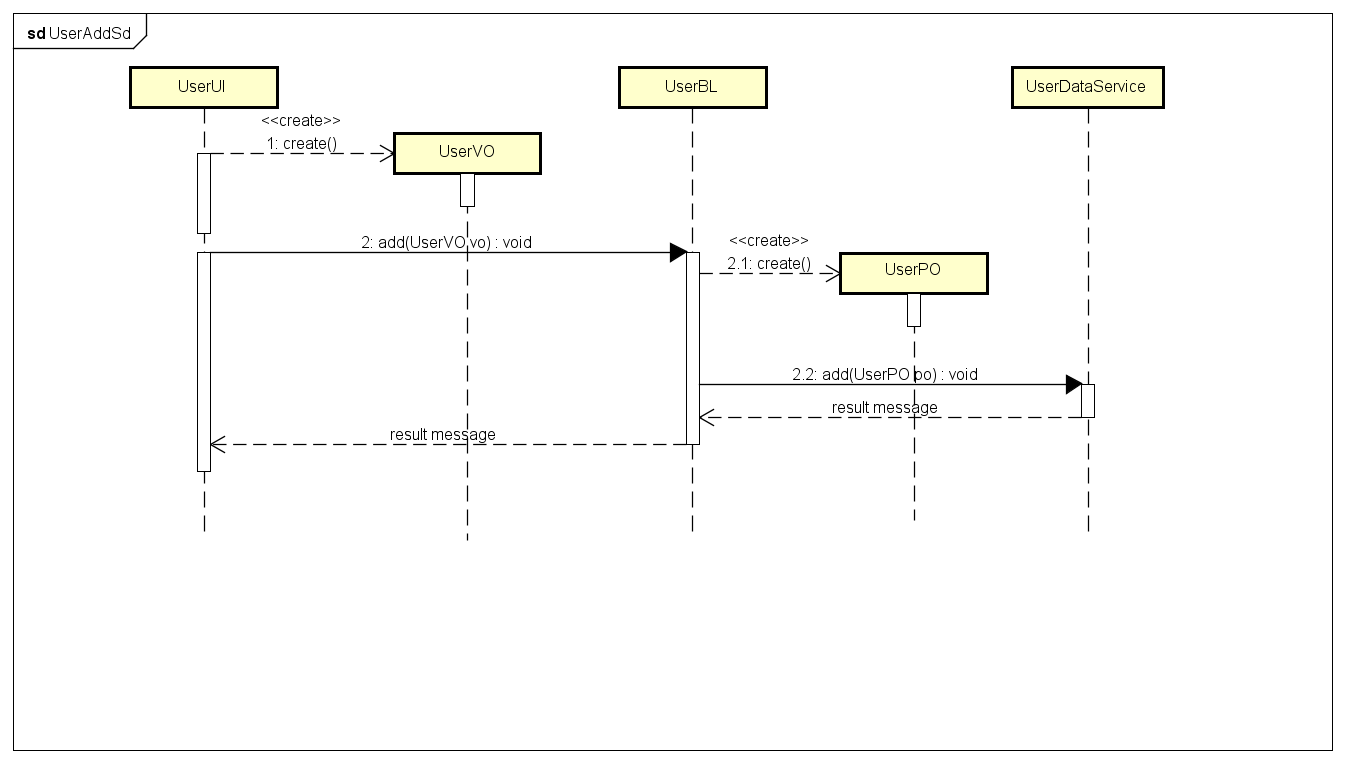 sd UserAddSd
UserUI
UserBL
UserDataService
<<create>>
1: create()
UserVO
2: add(UserVO vo) : void
<<create>>
2.1: create()
UserPO
2.2: add(UserPO po) : void
result message
result message